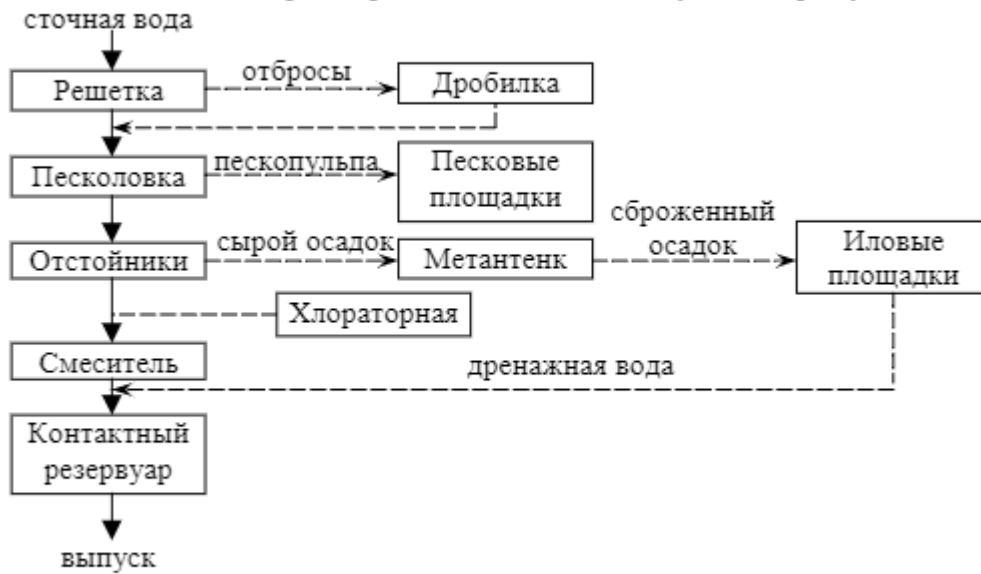 сточная вода
Решетка
отбросы
Дробилка
Песколовка
пескопульпа
Песковые
площадки
Отстойники
сырой осадок
Метантенк
сброженный
осадок
Иловые
площадки
Хлораторная
Смеситель
дренажная вода
Контактный
резервуар
выпуск